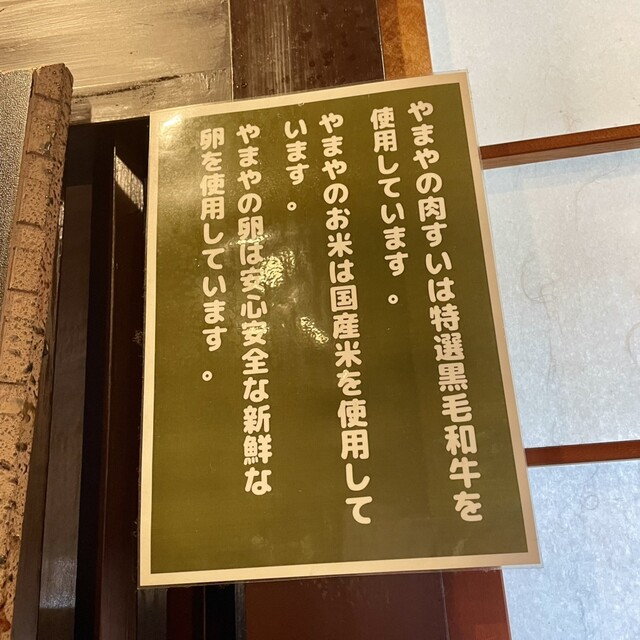 やまやの肉すいは特選黒毛和牛を
使用しています。
やまやのお米は国産米を使用して
います。
やまやの卵は安心安全な新鮮な
卵を使用しています。